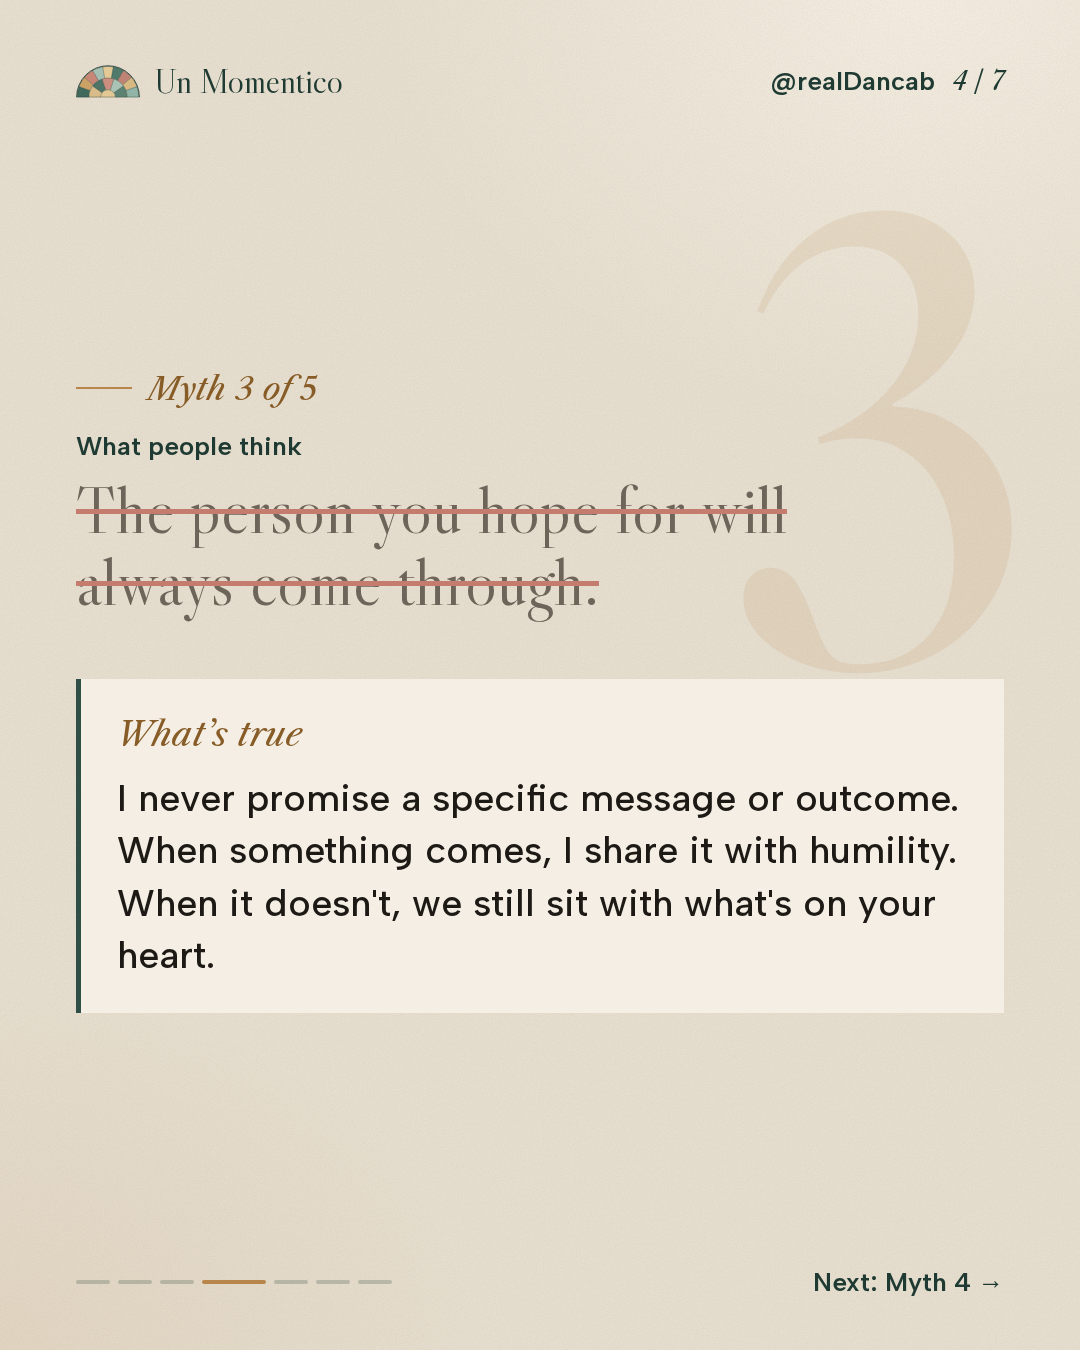 Un Momentico
@realDancab 4 / 7
3
Myth 3 of 5
What people think
The person you hope for will
always come through.
What’s true
I never promise a specific message or outcome.
When something comes, I share it with humility.
When it doesn't, we still sit with what's on your
heart.
Next: Myth 4 →